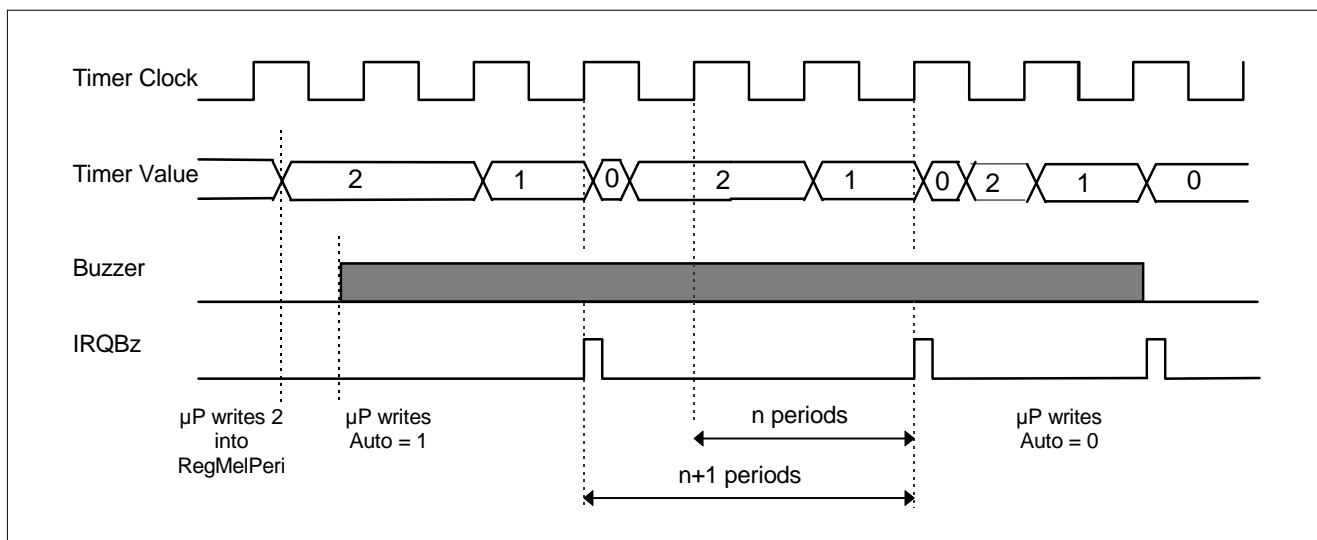 Timer Clock
Timer Value
2
1
0
2
1
0
2
1
0
Buzzer
IRQBz
µP writes 2
into
RegMelPeri
µP writes
Auto = 1
n periods
n+1 periods
µP writes
Auto = 0